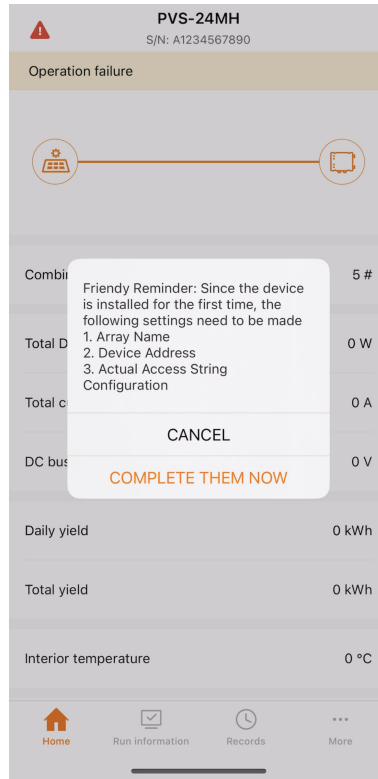 PVS-24MH
S/N: A1234567890
Operation failure
5 #
Friendy Reminder: Since the device
is installed for the first time, the
following settings need to be made
1. Array Name
2. Device Address
3. Actual Access String
Configuration
Total D
0 W
Total c
0 A
CANCEL
DC bus
0 V
COMPLETE THEM NOW
Daily yield
0 kWh
Total yield
0 kWh
Interior temperature
0 °C
Home
Run information
Records
More